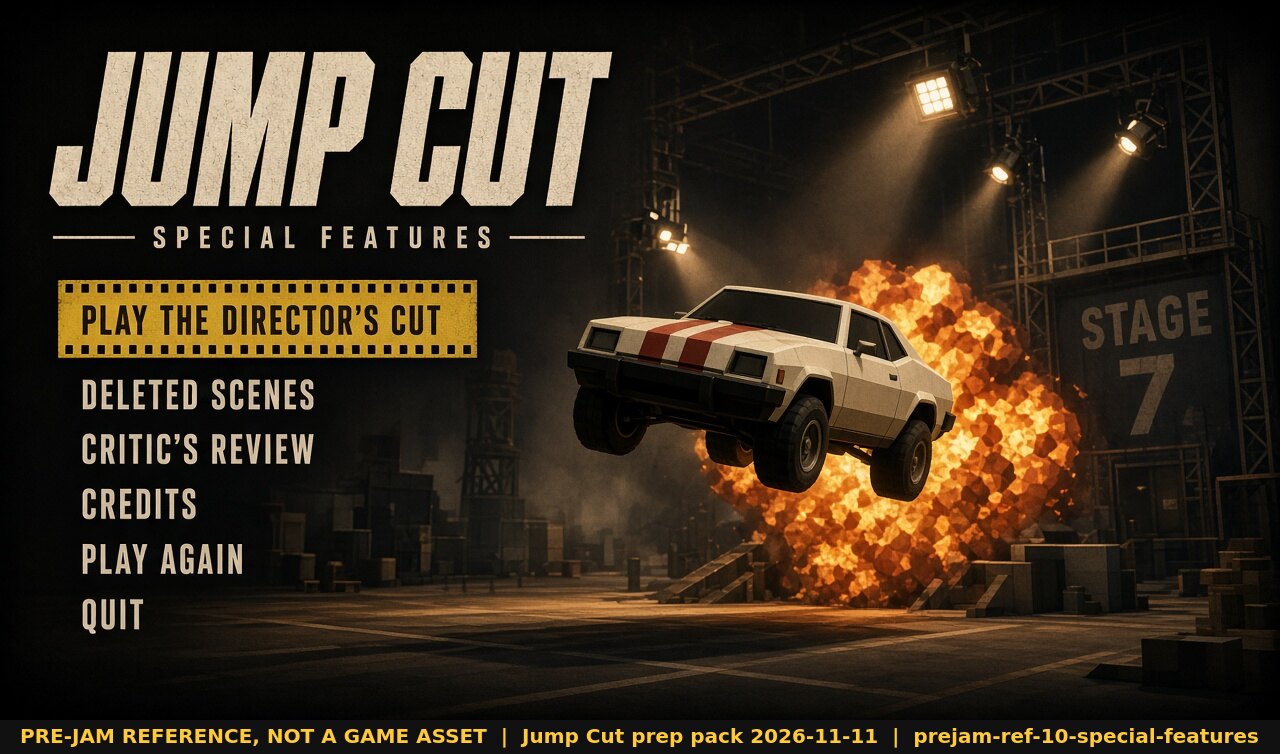 JUMP CUT
SPECIAL FEATURES
PLAY THE DIRECTOR’S CUT
DELETED SCENES
CRITIC’S REVIEW
CREDITS
PLAY AGAIN
QUIT
STAGE
7
PRE-JAM REFERENCE, NOT A GAME ASSET | Jump Cut prep pack 2026-11-11 | prejam-ref-10-special-features